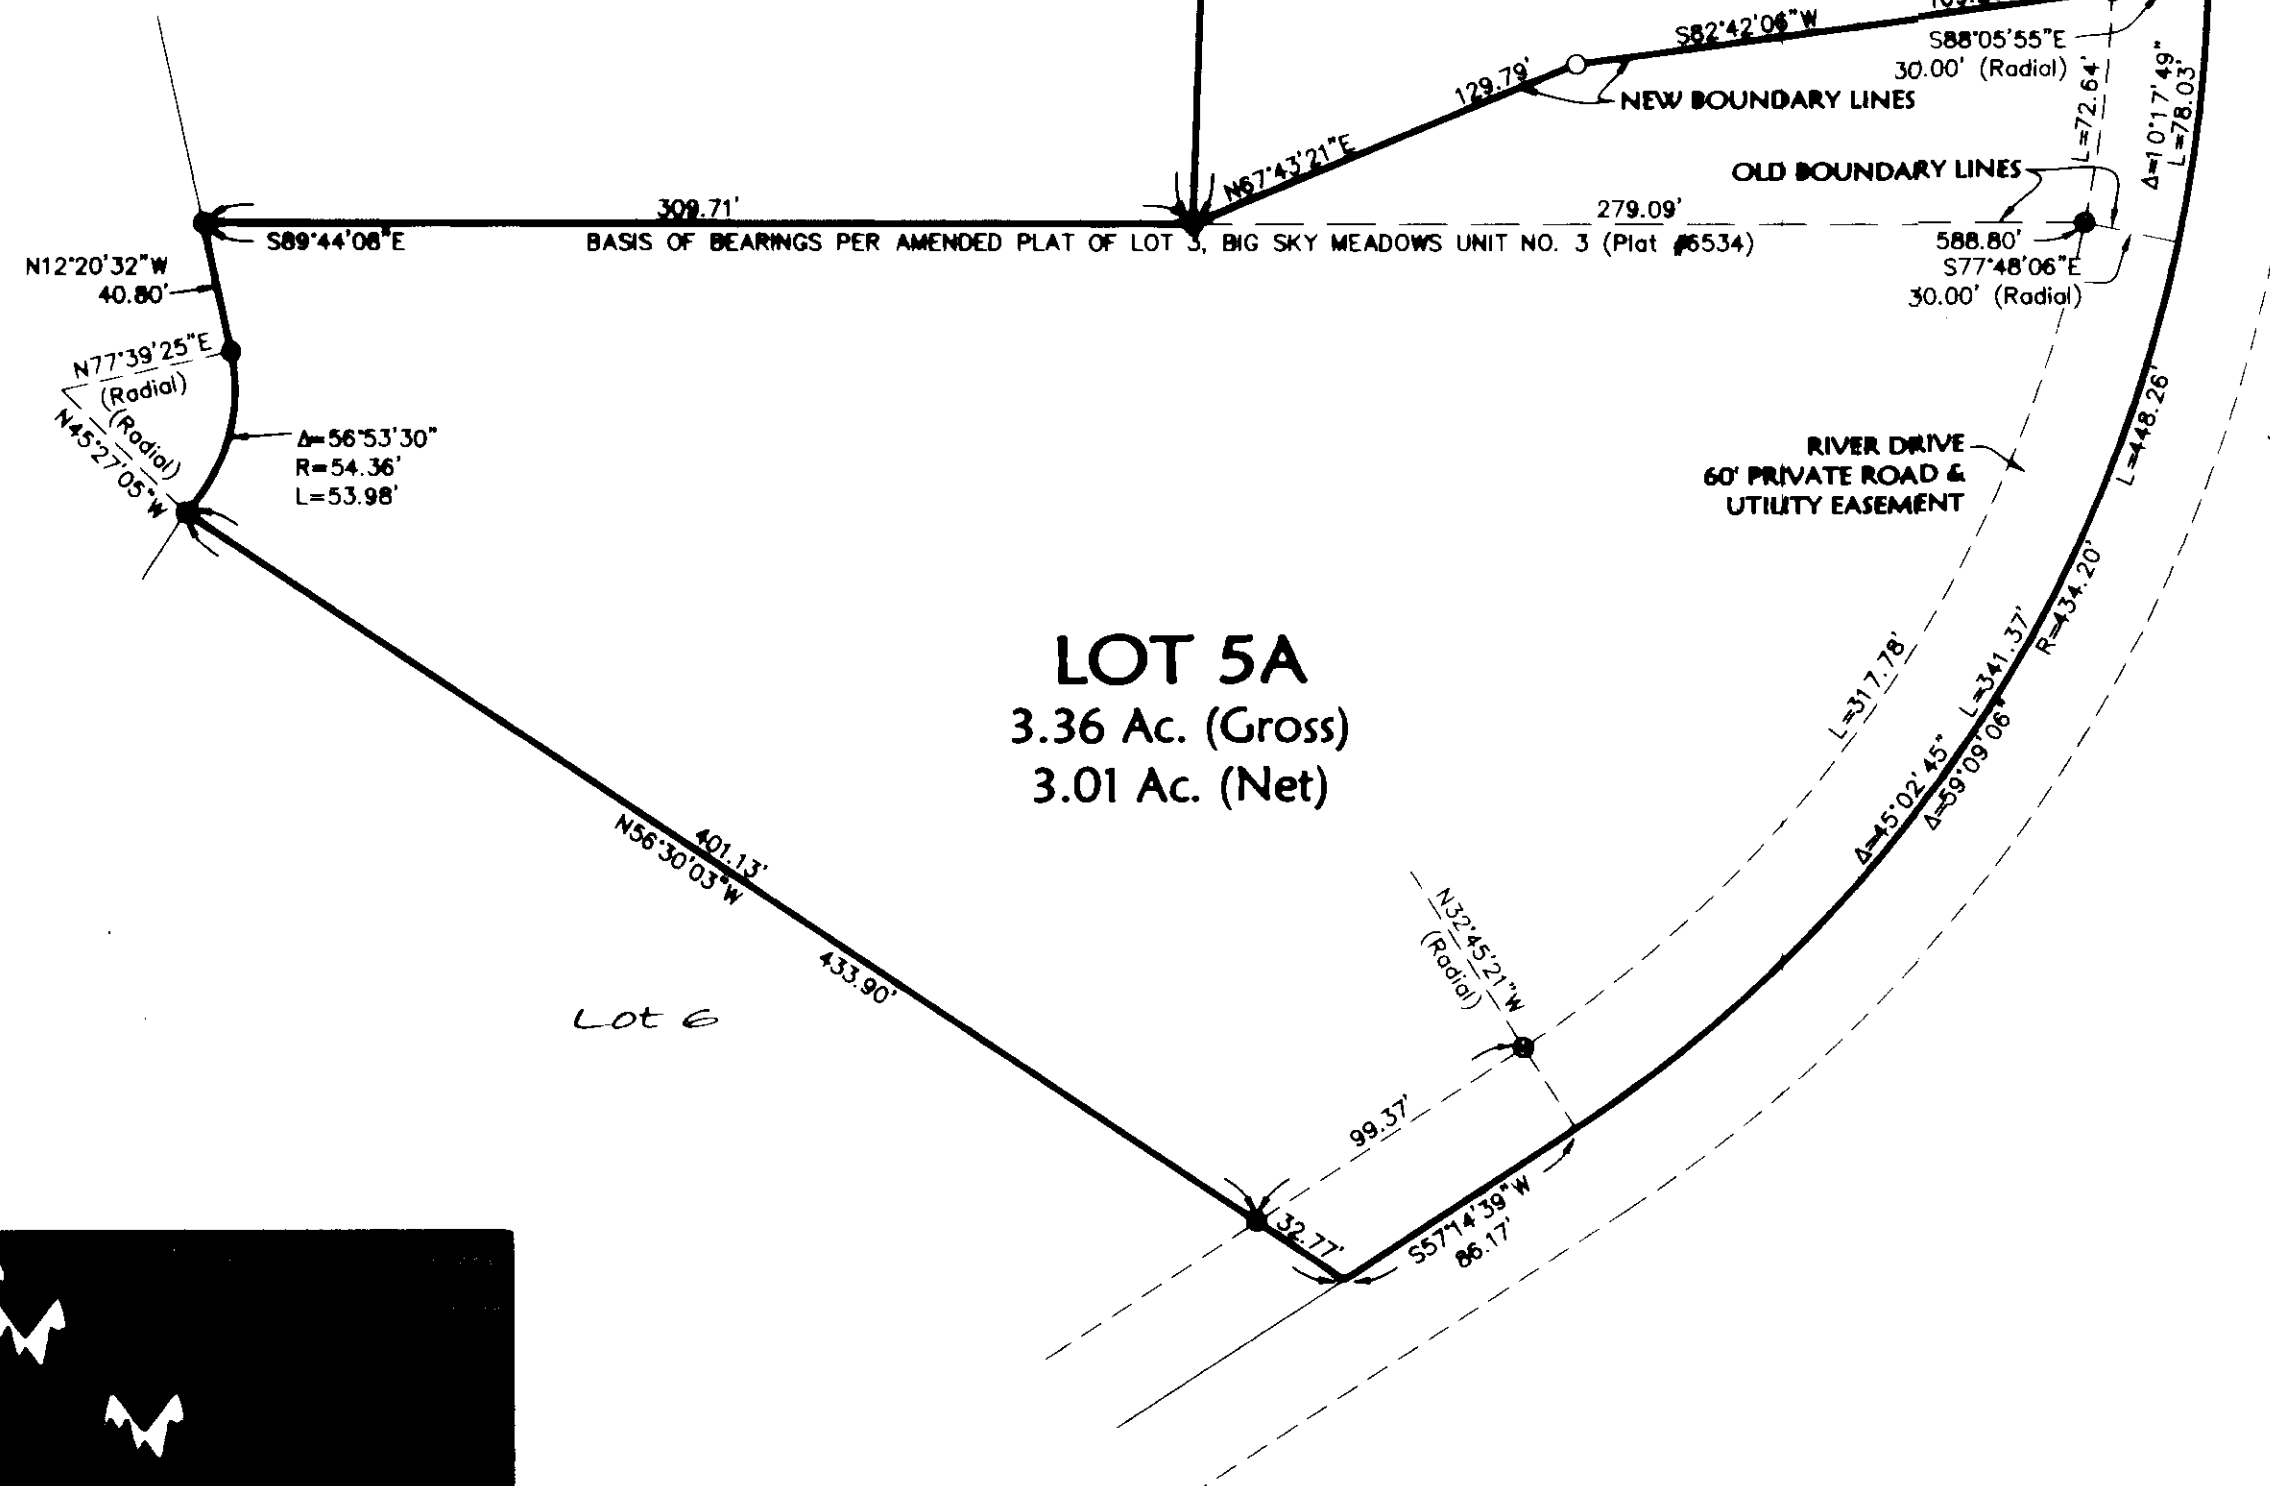 S82°42'06"W
S88°05'55"E
30.00' (Radial)
L=72.64'
Δ=10°17'49"
L=78.03'
129.79'
NEW BOUNDARY LINES
N67°43'21"E
OLD BOUNDARY LINES
309.71'
279.09'
S89°44'08"E
BASIS OF BEARINGS PER AMENDED PLAT OF LOT 3, BIG SKY MEADOWS UNIT NO. 3 (Plat #6534)
588.80'
S77°48'06"E
30.00' (Radial)
N12°20'32"W
40.80'
N77°39'25"E
(Radial)
(Radial)
N45°27'05"W
Δ=56°53'30"
R=54.36'
L=53.98'
L=448.26'
RIVER DRIVE
60' PRIVATE ROAD &
UTILITY EASEMENT
R=434.20'
L=341.37'
L=317.78'
LOT 5A
3.36 Ac. (Gross)
3.01 Ac. (Net)
Δ=45°02'45"
Δ=59°09'06"
401.13'
N56°30'03"W
433.90'
N32°45'21"W
(Radial)
Lot 6
99.37'
32.77'
S57°14'39"W
86.17'